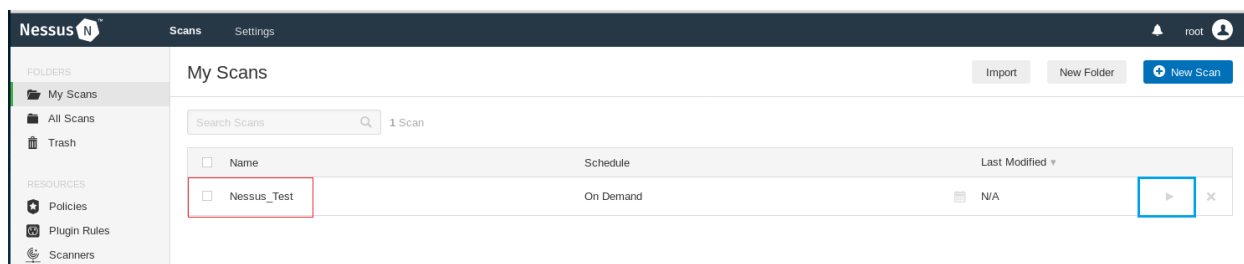 Nessus N
Scans
Settings
root
FOLDERS
My Scans
All Scans
Trash
RESOURCES
Policies
Plugin Rules
Scanners
My Scans
Import
New Folder
New Scan
Search Scans
1 Scan
Name
Schedule
Last Modified
Nessus_Test
On Demand
N/A